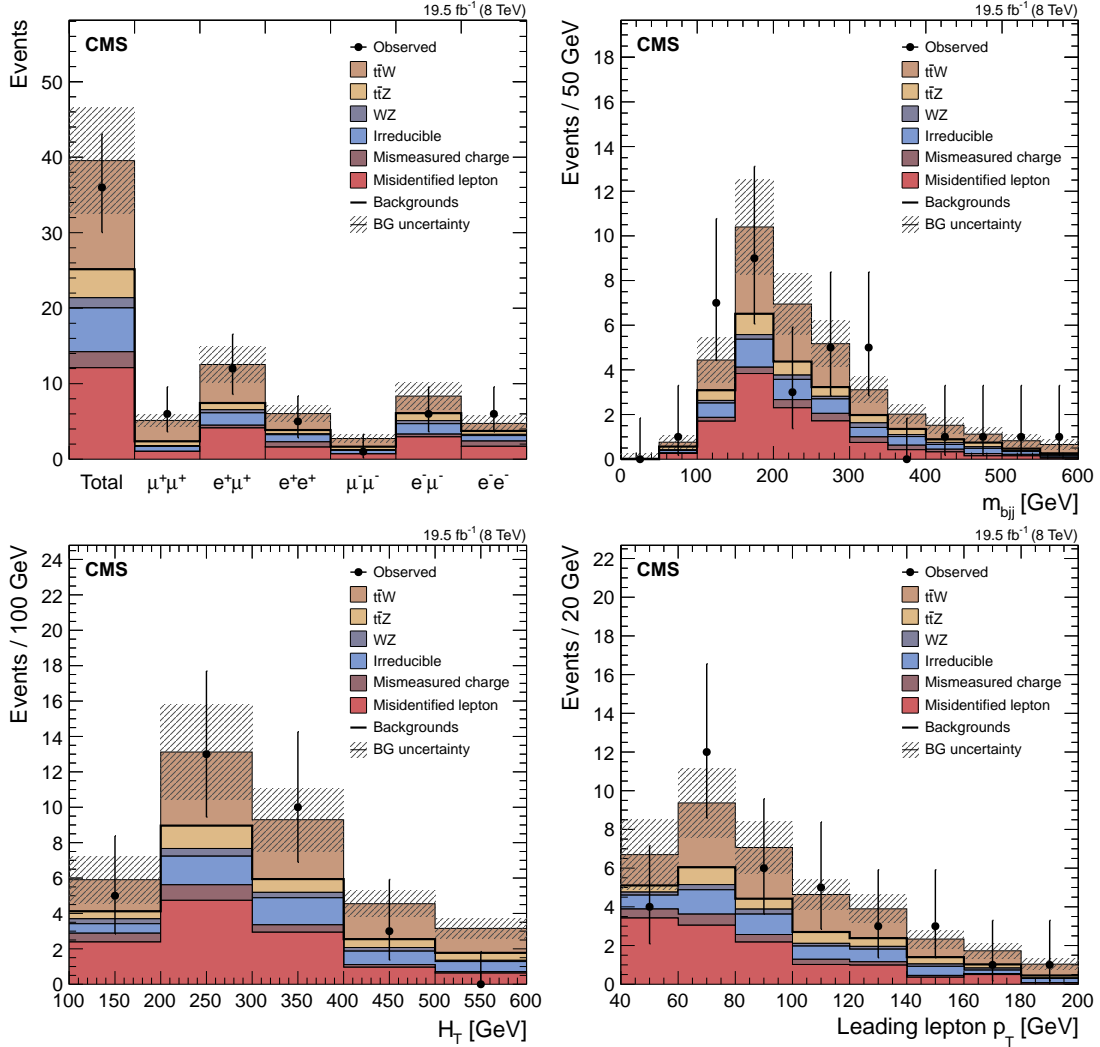 19.5 fb⁻¹ (8 TeV)
Events
CMS
50
40
30
20
10
0
Observed
tt̄W
tt̄Z
WZ
Irreducible
Mismeasured charge
Misidentified lepton
Backgrounds
BG uncertainty
Total μ⁺μ⁺ e⁺μ⁺ e⁺e⁺ μ⁻μ⁻ e⁻μ⁻ e⁻e⁻
19.5 fb⁻¹ (8 TeV)
Events / 50 GeV
CMS
18
16
14
12
10
8
6
4
2
0
Observed
tt̄W
tt̄Z
WZ
Irreducible
Mismeasured charge
Misidentified lepton
Backgrounds
BG uncertainty
0 100 200 300 400 500 600
m_bjj [GeV]
19.5 fb⁻¹ (8 TeV)
Events / 100 GeV
CMS
24
22
20
18
16
14
12
10
8
6
4
2
0
Observed
tt̄W
tt̄Z
WZ
Irreducible
Mismeasured charge
Misidentified lepton
Backgrounds
BG uncertainty
100 150 200 250 300 350 400 450 500 550 600
H_T [GeV]
19.5 fb⁻¹ (8 TeV)
Events / 20 GeV
CMS
22
20
18
16
14
12
10
8
6
4
2
0
Observed
tt̄W
tt̄Z
WZ
Irreducible
Mismeasured charge
Misidentified lepton
Backgrounds
BG uncertainty
40 60 80 100 120 140 160 180 200
Leading lepton p_T [GeV]